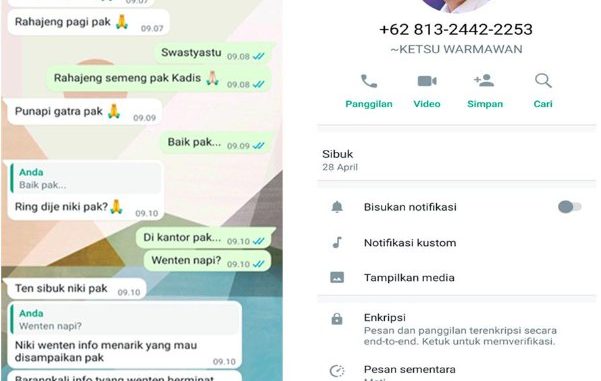 09.07
Rahajeng pagi pak 🙏 09.07
Swastyastu 09.08
Rahajeng semeng pak Kadis 🙏🏻 09.08
Punapi gatra pak 🙏 09.09
Baik pak... 09.09
Anda
Baik pak...
Ring dije niki pak? 🙏 09.10
Di kantor pak... 09.10
Wenten napi? 09.10
Ten sibuk niki pak 09.10
Anda
Wenten napi?
Niki wenten info menarik yang mau
disampaikan pak 09.10
Barangkali info tyang wenten berminat
+62 813-2442-2253
~KETSU WARMAWAN
Panggilan Video Simpan Cari
Sibuk
28 April
Bisukan notifikasi
Notifikasi kustom
Tampilkan media
Enkripsi
Pesan dan panggilan terenkripsi secara
end-to-end. Ketuk untuk memverifikasi.
Pesan sementara
Mati